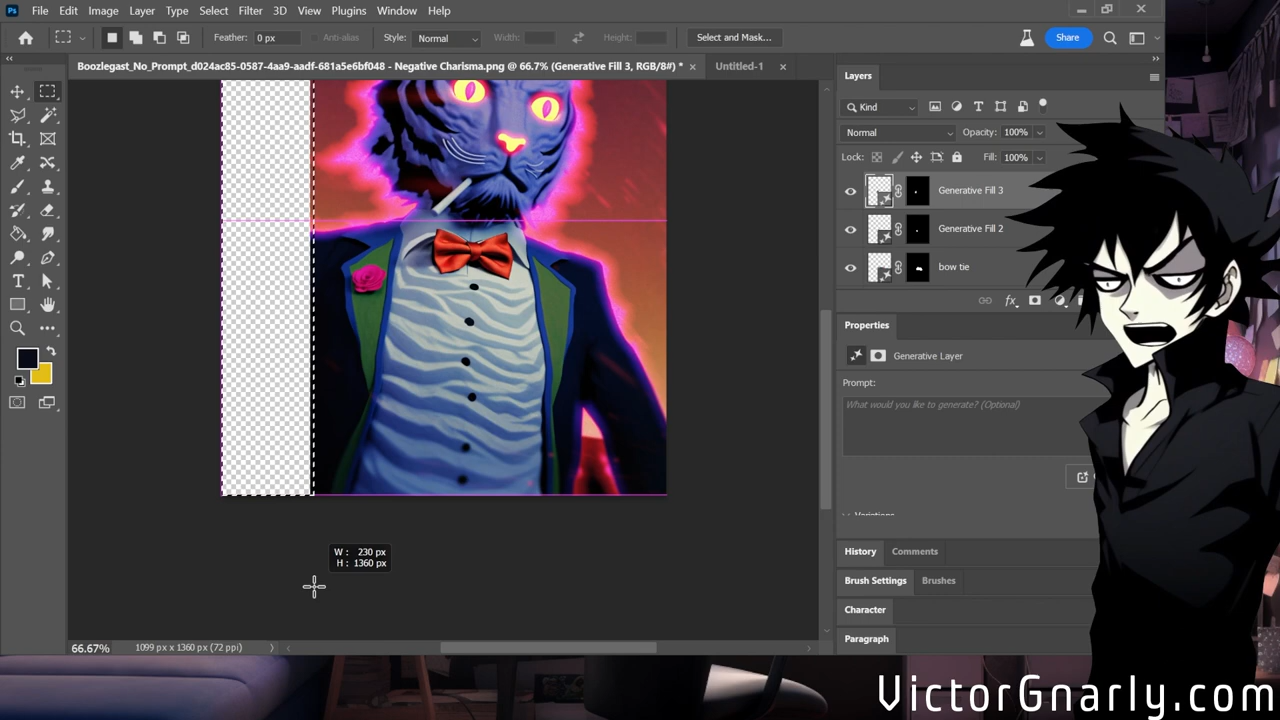 Ps File Edit Image Layer Type Select Filter 3D View Plugins Window Help
Feather: 0 px Anti-alias Style: Normal Width: Height: Select and Mask... Share
Boozlegast_No_Prompt_d024ac85-0587-4aa9-aadf-681a5e6bf048 - Negative Charisma.png @ 66.7% (Generative Fill 3, RGB/8#) * Untitled-1
Layers
Kind
Normal Opacity: 100%
Lock: Fill: 100%
Generative Fill 3
Generative Fill 2
bow tie
fx
Properties
Generative Layer
Prompt:
What would you like to generate? (Optional)
Variations
History Comments
W: 230 px
H: 1360 px
Brush Settings Brushes
Character
Paragraph
66.67% 1099 px x 1360 px (72 ppi)
VictorGnarly.com